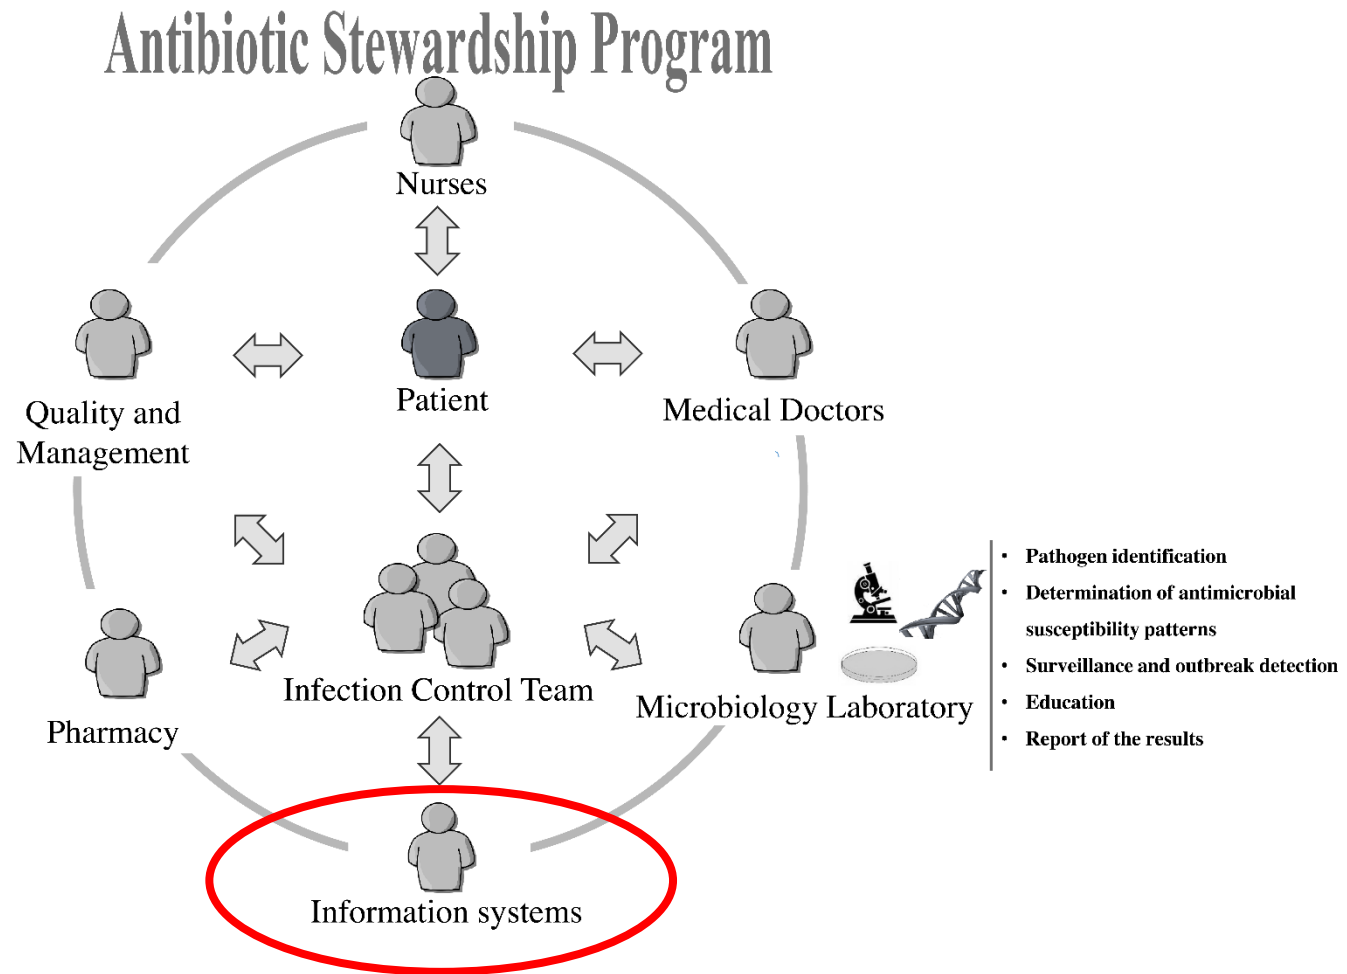 Antibiotic Stewardship Program
Nurses
Quality and
Management
Patient
Medical Doctors
Pharmacy
Infection Control Team
Microbiology Laboratory
• Pathogen identification
• Determination of antimicrobial
susceptibility patterns
• Surveillance and outbreak detection
• Education
• Report of the results
Information systems